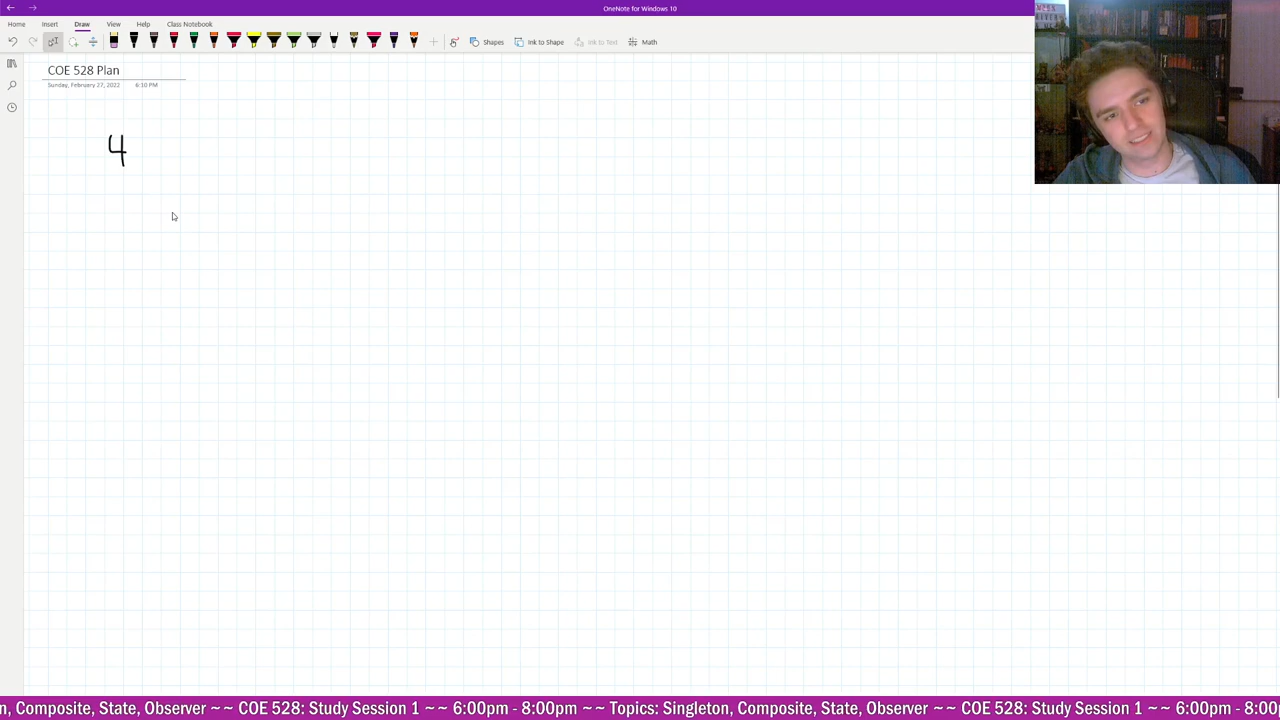 OneNote for Windows 10
Home Insert Draw View Help Class Notebook
Shapes Ink to Shape Ink to Text Math
COE 528 Plan
Sunday, February 27, 2022 6:10 PM
4
n, Composite, State, Observer ~~ COE 528: Study Session 1 ~~ 6:00pm - 8:00pm ~~ Topics: Singleton, Composite, State, Observer ~~ COE 528: Study Session 1 ~~ 6:00pm - 8:00